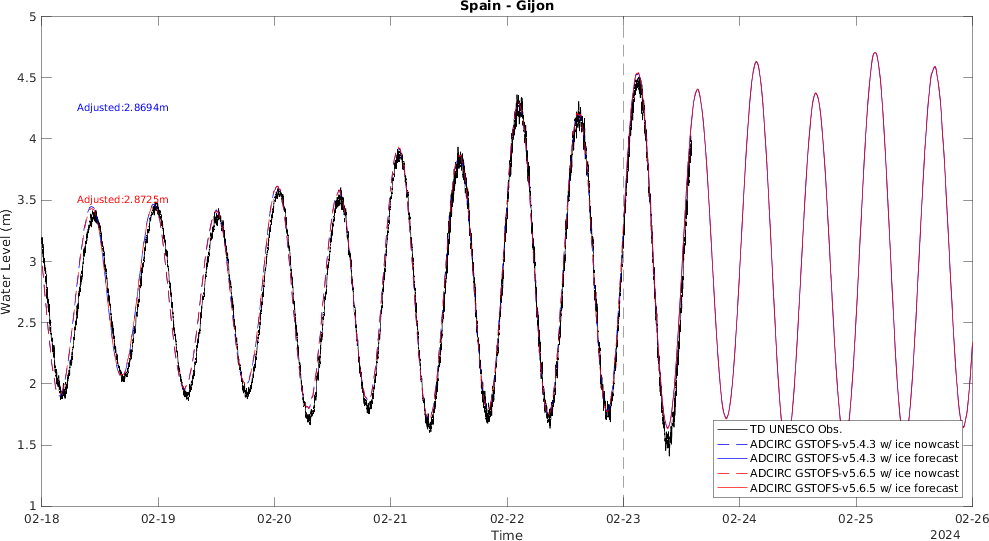 Spain - Gijon
5
4.5
4
3.5
3
2.5
2
1.5
1
Water Level (m)
Adjusted:2.8694m
Adjusted:2.8725m
TD UNESCO Obs.
ADCIRC GSTOFS-v5.4.3 w/ ice nowcast
ADCIRC GSTOFS-v5.4.3 w/ ice forecast
ADCIRC GSTOFS-v5.6.5 w/ ice nowcast
ADCIRC GSTOFS-v5.6.5 w/ ice forecast
02-18 02-19 02-20 02-21 02-22 02-23 02-24 02-25 02-26
Time
2024